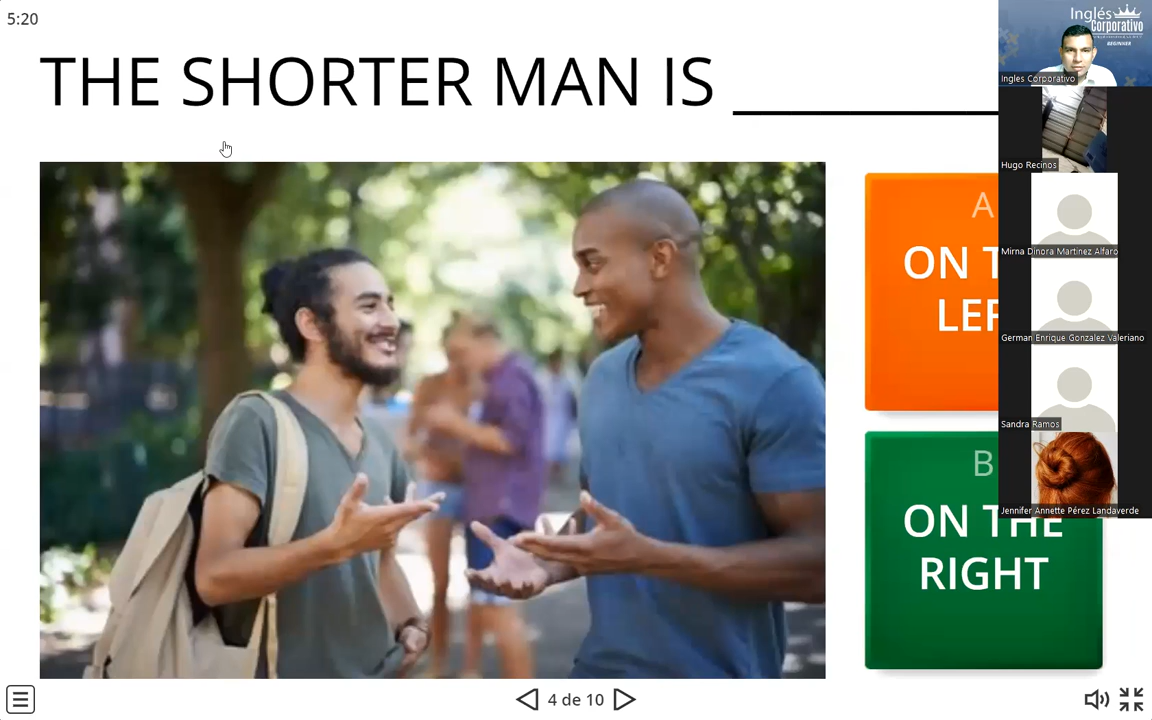 5:20
THE SHORTER MAN IS
A
ON T
LEF
B
ON THE
RIGHT
4 de 10
Inglés
Corporativo
BEGINNER
Ingles Corporativo
Hugo Recinos
Mirna Dinora Martinez Alfaro
German Enrique Gonzalez Valeriano
Sandra Ramos
Jennifer Annette Pérez Landaverde